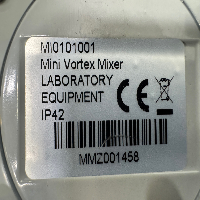 MI0101001
Mini Vortex Mixer
LABORATORY
EQUIPMENT
IP42
CE
MMZ001458